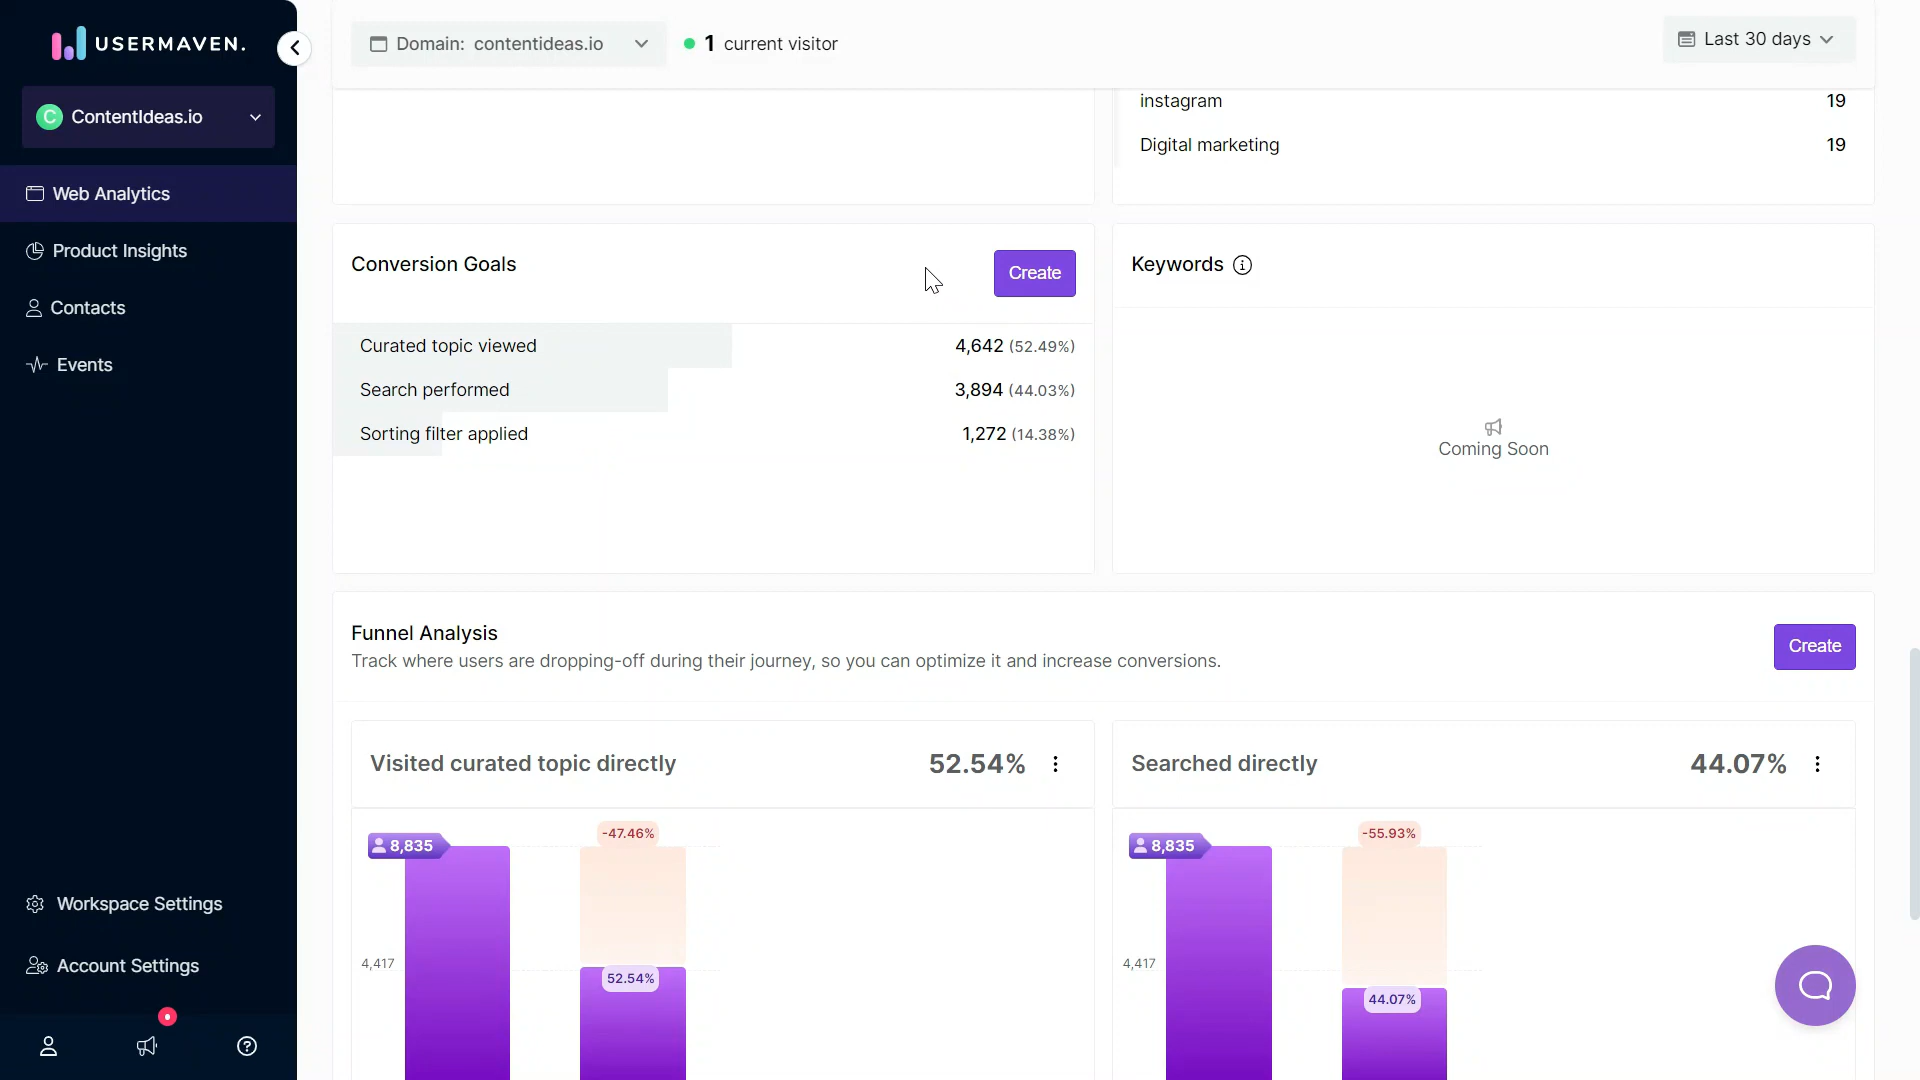 USERMAVEN.
C ContentIdeas.io
Web Analytics
Product Insights
Contacts
Events
Workspace Settings
Account Settings
Domain: contentideas.io
1 current visitor
Last 30 days
instagram 19
Digital marketing 19
Conversion Goals
Create
Curated topic viewed 4,642 (52.49%)
Search performed 3,894 (44.03%)
Sorting filter applied 1,272 (14.38%)
Keywords
Coming Soon
Funnel Analysis
Track where users are dropping-off during their journey, so you can optimize it and increase conversions.
Create
Visited curated topic directly 52.54%
8,835
-47.46%
4,417
52.54%
Searched directly 44.07%
8,835
-55.93%
4,417
44.07%